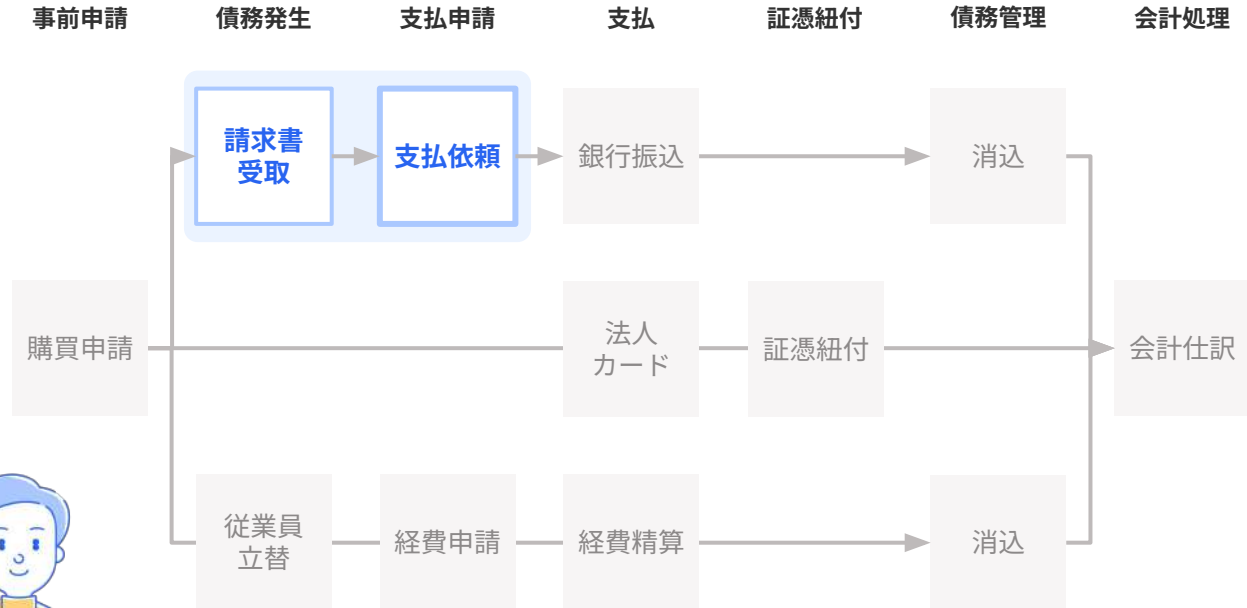 事前申請
債務発生
支払申請
支払
証憑紐付
債務管理
会計処理
請求書
受取
支払依頼
銀行振込
消込
購買申請
法人
カード
証憑紐付
会計仕訳
従業員
立替
経費申請
経費精算
消込